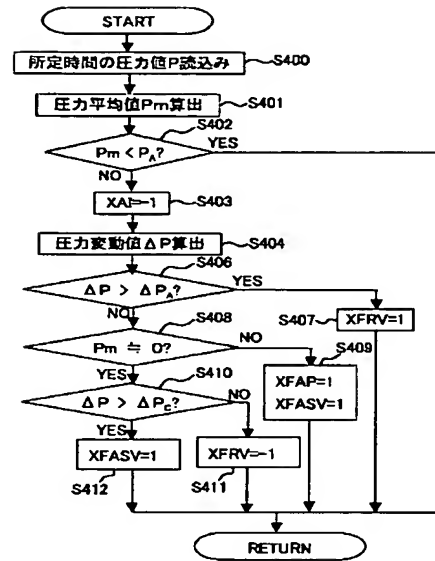 START
所定時間の圧力値P読込み
S400
圧力平均値Pm算出
S401
S402
Pm < PA?
YES
NO
XAI=-1
S403
圧力変動値ΔP算出
S404
S406
ΔP > ΔPA?
YES
NO
S407
XFRV=1
S408
Pm ≒ 0?
NO
YES
S409
XFAP=1
XFASV=1
S410
ΔP > ΔPC?
NO
YES
XFASV=1
XFRV=-1
S412
S411
RETURN